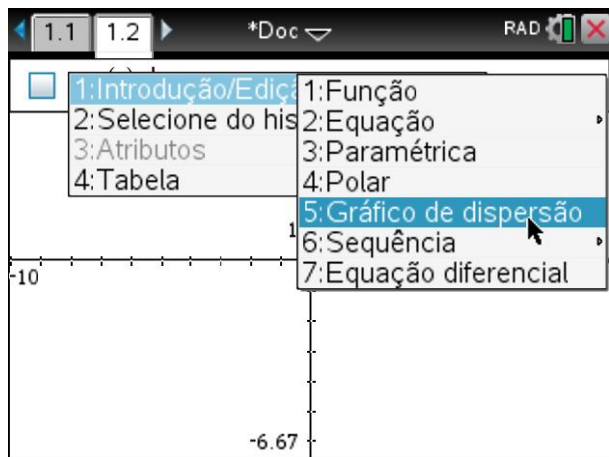 1.1 1.2 *Doc RAD
1:Introdução/Ediçã
2:Selecione do his
3:Atributos
4:Tabela
1:Função
2:Equação
3:Paramétrica
4:Polar
5:Gráfico de dispersão
6:Sequência
7:Equação diferencial
1
-10
-6.67